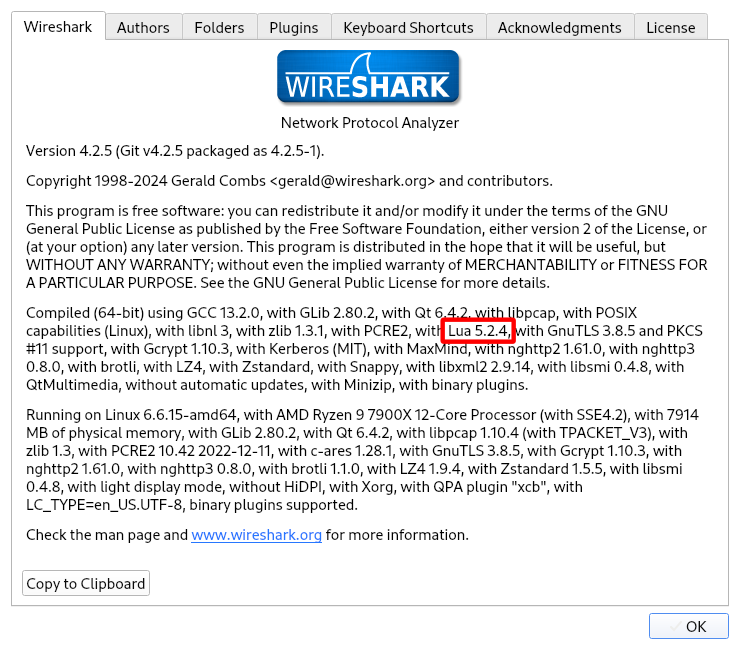 Wireshark
Authors
Folders
Plugins
Keyboard Shortcuts
Acknowledgments
License
WIRESHARK
Network Protocol Analyzer
Version 4.2.5 (Git v4.2.5 packaged as 4.2.5-1).
Copyright 1998-2024 Gerald Combs <gerald@wireshark.org> and contributors.
This program is free software: you can redistribute it and/or modify it under the terms of the GNU
General Public License as published by the Free Software Foundation, either version 2 of the License, or
(at your option) any later version. This program is distributed in the hope that it will be useful, but
WITHOUT ANY WARRANTY; without even the implied warranty of MERCHANTABILITY or FITNESS FOR
A PARTICULAR PURPOSE. See the GNU General Public License for more details.
Compiled (64-bit) using GCC 13.2.0, with GLib 2.80.2, with Qt 6.4.2, with libpcap, with POSIX
capabilities (Linux), with libnl 3, with zlib 1.3.1, with PCRE2, with Lua 5.2.4, with GnuTLS 3.8.5 and PKCS
#11 support, with Gcrypt 1.10.3, with Kerberos (MIT), with MaxMind, with nghttp2 1.61.0, with nghttp3
0.8.0, with brotli, with LZ4, with Zstandard, with Snappy, with libxml2 2.9.14, with libsmi 0.4.8, with
QtMultimedia, without automatic updates, with Minizip, with binary plugins.
Running on Linux 6.6.15-amd64, with AMD Ryzen 9 7900X 12-Core Processor (with SSE4.2), with 7914
MB of physical memory, with GLib 2.80.2, with Qt 6.4.2, with libpcap 1.10.4 (with TPACKET_V3), with
zlib 1.3, with PCRE2 10.42 2022-12-11, with c-ares 1.28.1, with GnuTLS 3.8.5, with Gcrypt 1.10.3, with
nghttp2 1.61.0, with nghttp3 0.8.0, with brotli 1.1.0, with LZ4 1.9.4, with Zstandard 1.5.5, with libsmi
0.4.8, with light display mode, without HiDPI, with Xorg, with QPA plugin "xcb", with
LC_TYPE=en_US.UTF-8, binary plugins supported.
Check the man page and www.wireshark.org for more information.
Copy to Clipboard
OK